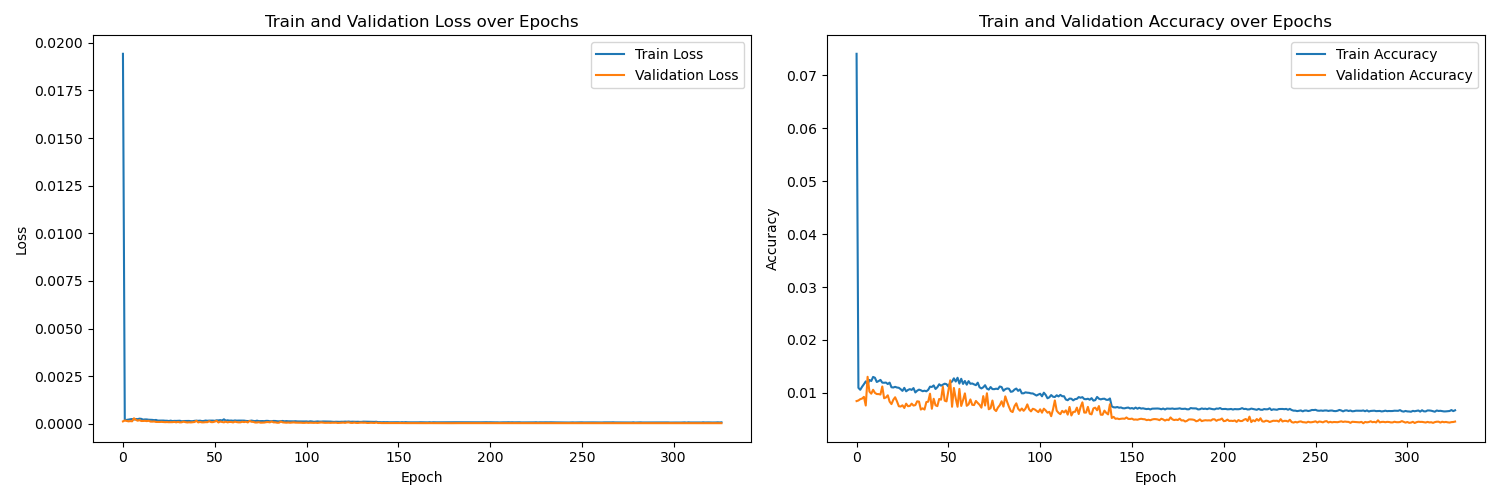 Train and Validation Loss over Epochs
0.0200
0.0175
0.0150
0.0125
0.0100
0.0075
0.0050
0.0025
0.0000
Loss
0 50 100 150 200 250 300
Epoch
Train Loss
Validation Loss
Train and Validation Accuracy over Epochs
0.07
0.06
0.05
0.04
0.03
0.02
0.01
Accuracy
0 50 100 150 200 250 300
Epoch
Train Accuracy
Validation Accuracy